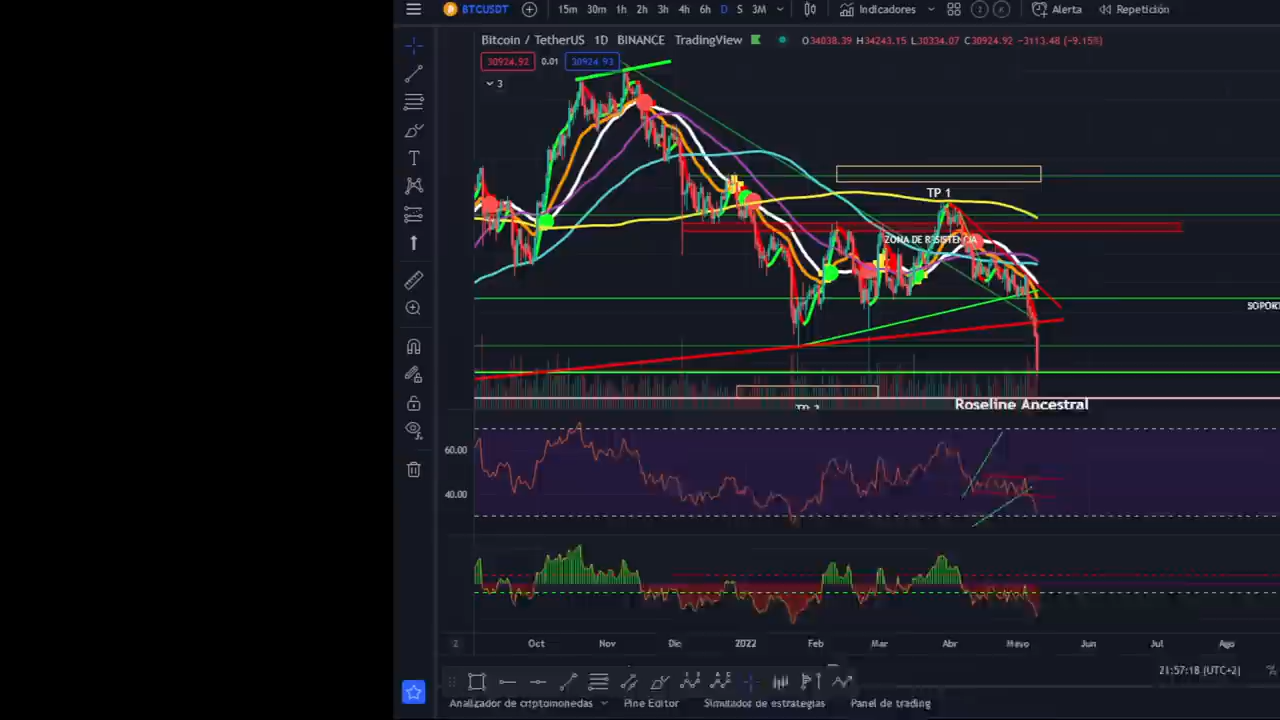 BTCUSDT 15m 30m 1h 2h 3h 4h 6h D S 3M Indicadores Alerta Repetición
Bitcoin / TetherUS 1D BINANCE TradingView O34038.39 H34243.15 L30334.07 C30924.92 −3113.48 (−9.15%)
30924.92 0.01 30924.93
3
TP 1
ZONA DE RESISTENCIA
SOPORT
Roseline Ancestral
60.00
40.00
Z Oct Nov Dic 2022 Feb Mar Abr Mayo Jun Jul Ago
21:57:18 (UTC+2) %
Analizador de criptomonedas Pine Editor Simulador de estrategias Panel de trading